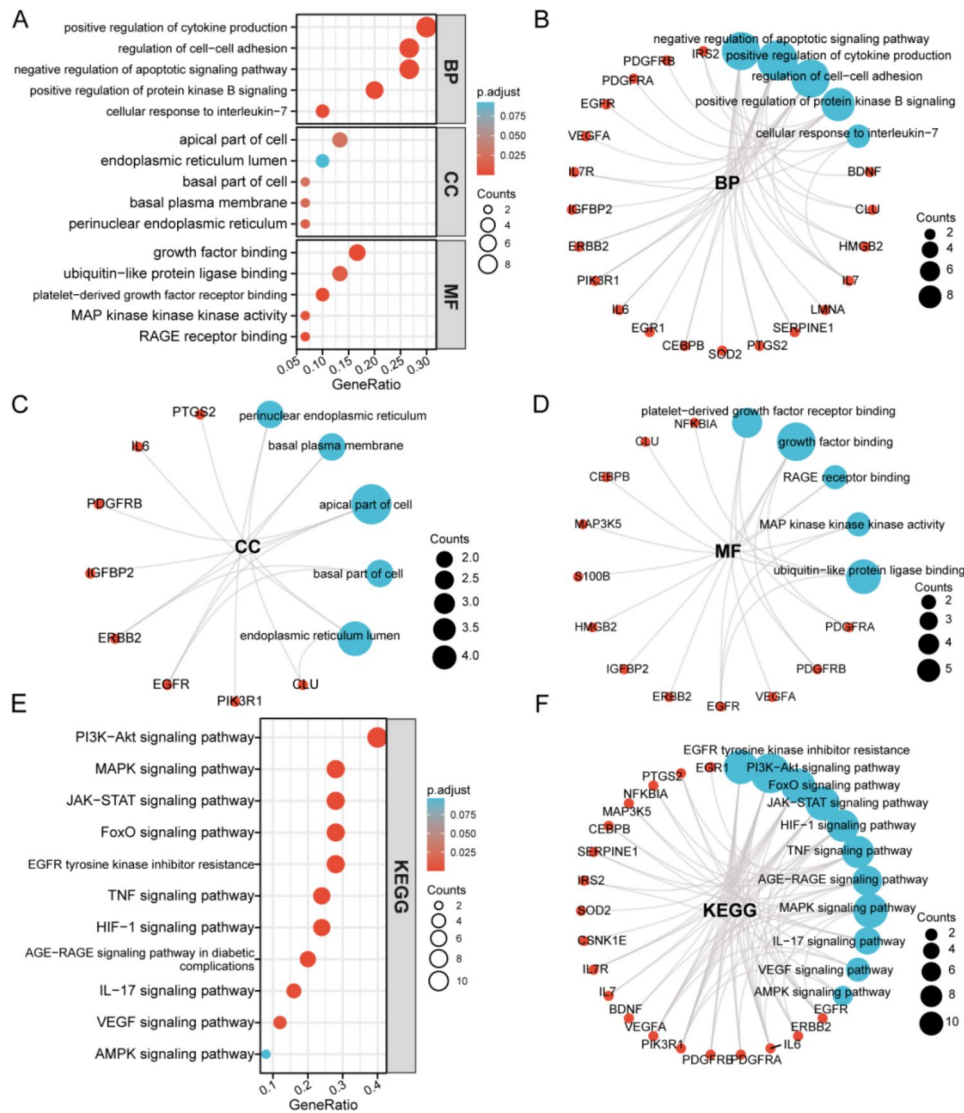 A
positive regulation of cytokine production
regulation of cell-cell adhesion
negative regulation of apoptotic signaling pathway
positive regulation of protein kinase B signaling
cellular response to interleukin-7
BP
apical part of cell
endoplasmic reticulum lumen
basal part of cell
basal plasma membrane
perinuclear endoplasmic reticulum
CC
growth factor binding
ubiquitin-like protein ligase binding
platelet-derived growth factor receptor binding
MAP kinase kinase kinase activity
RAGE receptor binding
MF
0.05 0.10 0.15 0.20 0.25 0.30
GeneRatio
p.adjust
0.075
0.050
0.025
Counts
2
4
6
8
B
negative regulation of apoptotic signaling pathway
IRS2
positive regulation of cytokine production
PDGFRB
regulation of cell-cell adhesion
PDGFRA
EGFR
positive regulation of protein kinase B signaling
VEGFA
cellular response to interleukin-7
IL7R
BDNF
BP
IGFBP2
CLU
ERBB2
HMGB2
PIK3R1
IL7
IL6
LMNA
EGR1
SERPINE1
CEBPB
PTGS2
SOD2
Counts
2
4
6
8
C
PTGS2
perinuclear endoplasmic reticulum
IL6
basal plasma membrane
PDGFRB
apical part of cell
CC
IGFBP2
basal part of cell
ERBB2
endoplasmic reticulum lumen
EGFR
CLU
PIK3R1
Counts
2.0
2.5
3.0
3.5
4.0
D
platelet-derived growth factor receptor binding
NFKBIA
CLU
growth factor binding
CEBPB
RAGE receptor binding
MAP3K5
MAP kinase kinase kinase activity
MF
S100B
ubiquitin-like protein ligase binding
HMGB2
PDGFRA
IGFBP2
PDGFRB
ERBB2
VEGFA
EGFR
Counts
2
3
4
5
E
PI3K-Akt signaling pathway
MAPK signaling pathway
JAK-STAT signaling pathway
FoxO signaling pathway
EGFR tyrosine kinase inhibitor resistance
TNF signaling pathway
HIF-1 signaling pathway
AGE-RAGE signaling pathway in diabetic
complications
IL-17 signaling pathway
VEGF signaling pathway
AMPK signaling pathway
KEGG
0.1 0.2 0.3 0.4
GeneRatio
p.adjust
0.075
0.050
0.025
Counts
2
4
6
8
10
F
EGFR tyrosine kinase inhibitor resistance
EGR1
PI3K-Akt signaling pathway
PTGS2
FoxO signaling pathway
NFKBIA
JAK-STAT signaling pathway
MAP3K5
HIF-1 signaling pathway
CEBPB
TNF signaling pathway
SERPINE1
IRS2
AGE-RAGE signaling pathway
SOD2
KEGG
MAPK signaling pathway
CSNK1E
IL-17 signaling pathway
IL7R
VEGF signaling pathway
IL7
AMPK signaling pathway
BDNF
EGFR
VEGFA
ERBB2
PIK3R1
IL6
PDGFRB
PDGFRA
Counts
2
4
6
8
10